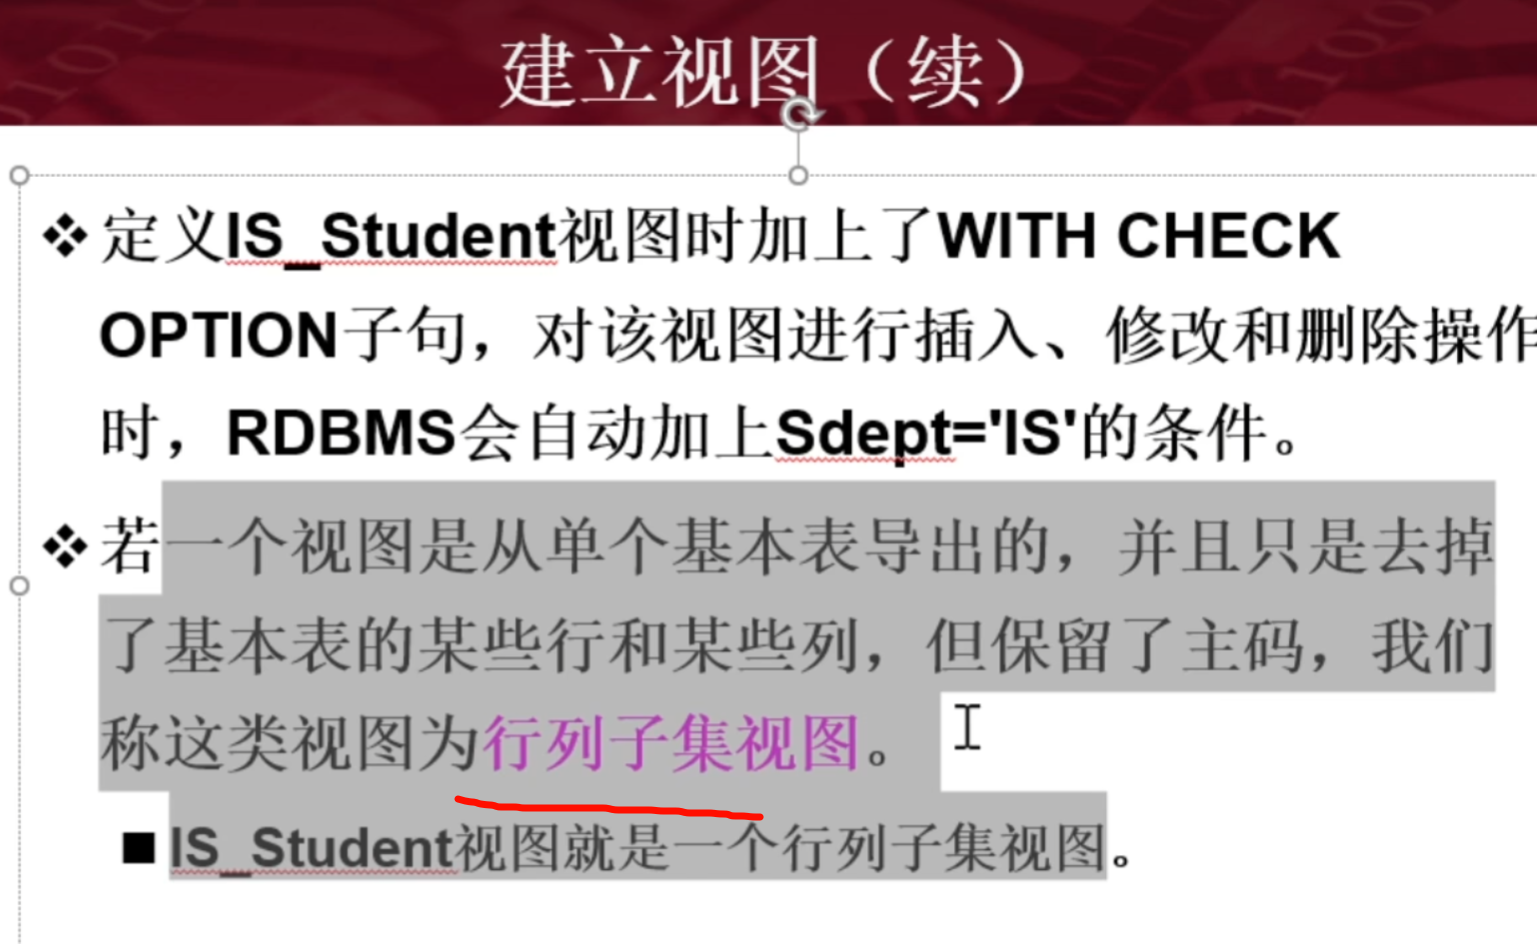 建立视图（续）
❖定义IS_Student视图时加上了WITH CHECK
OPTION子句，对该视图进行插入、修改和删除操作
时，RDBMS会自动加上Sdept='IS'的条件。
❖若一个视图是从单个基本表导出的，并且只是去掉
了基本表的某些行和某些列，但保留了主码，我们
称这类视图为行列子集视图。
■IS_Student视图就是一个行列子集视图。